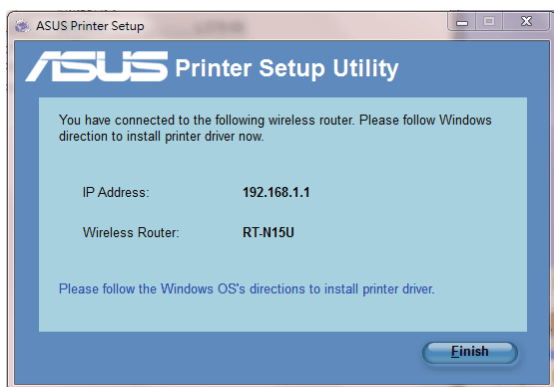 ASUS Printer Setup
ASUS Printer Setup Utility
You have connected to the following wireless router. Please follow Windows
direction to install printer driver now.
IP Address: 192.168.1.1
Wireless Router: RT-N15U
Please follow the Windows OS's directions to install printer driver.
Finish